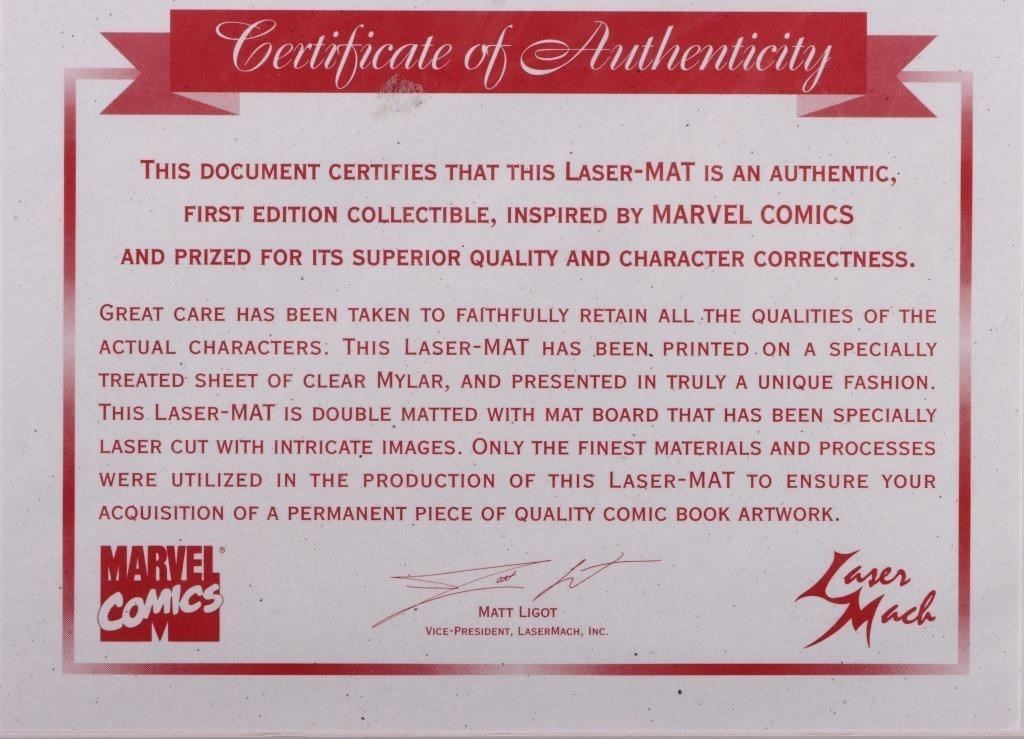 Certificate of Authenticity
THIS DOCUMENT CERTIFIES THAT THIS LASER-MAT IS AN AUTHENTIC,
FIRST EDITION COLLECTIBLE, INSPIRED BY MARVEL COMICS
AND PRIZED FOR ITS SUPERIOR QUALITY AND CHARACTER CORRECTNESS.
GREAT CARE HAS BEEN TAKEN TO FAITHFULLY RETAIN ALL THE QUALITIES OF THE
ACTUAL CHARACTERS. THIS LASER-MAT HAS BEEN PRINTED ON A SPECIALLY
TREATED SHEET OF CLEAR MYLAR, AND PRESENTED IN TRULY A UNIQUE FASHION.
THIS LASER-MAT IS DOUBLE MATTED WITH MAT BOARD THAT HAS BEEN SPECIALLY
LASER CUT WITH INTRICATE IMAGES. ONLY THE FINEST MATERIALS AND PROCESSES
WERE UTILIZED IN THE PRODUCTION OF THIS LASER-MAT TO ENSURE YOUR
ACQUISITION OF A PERMANENT PIECE OF QUALITY COMIC BOOK ARTWORK.
MARVEL®
COMICS
M
MATT LIGOT
VICE-PRESIDENT, LASERMACH, INC.
Laser
Mach